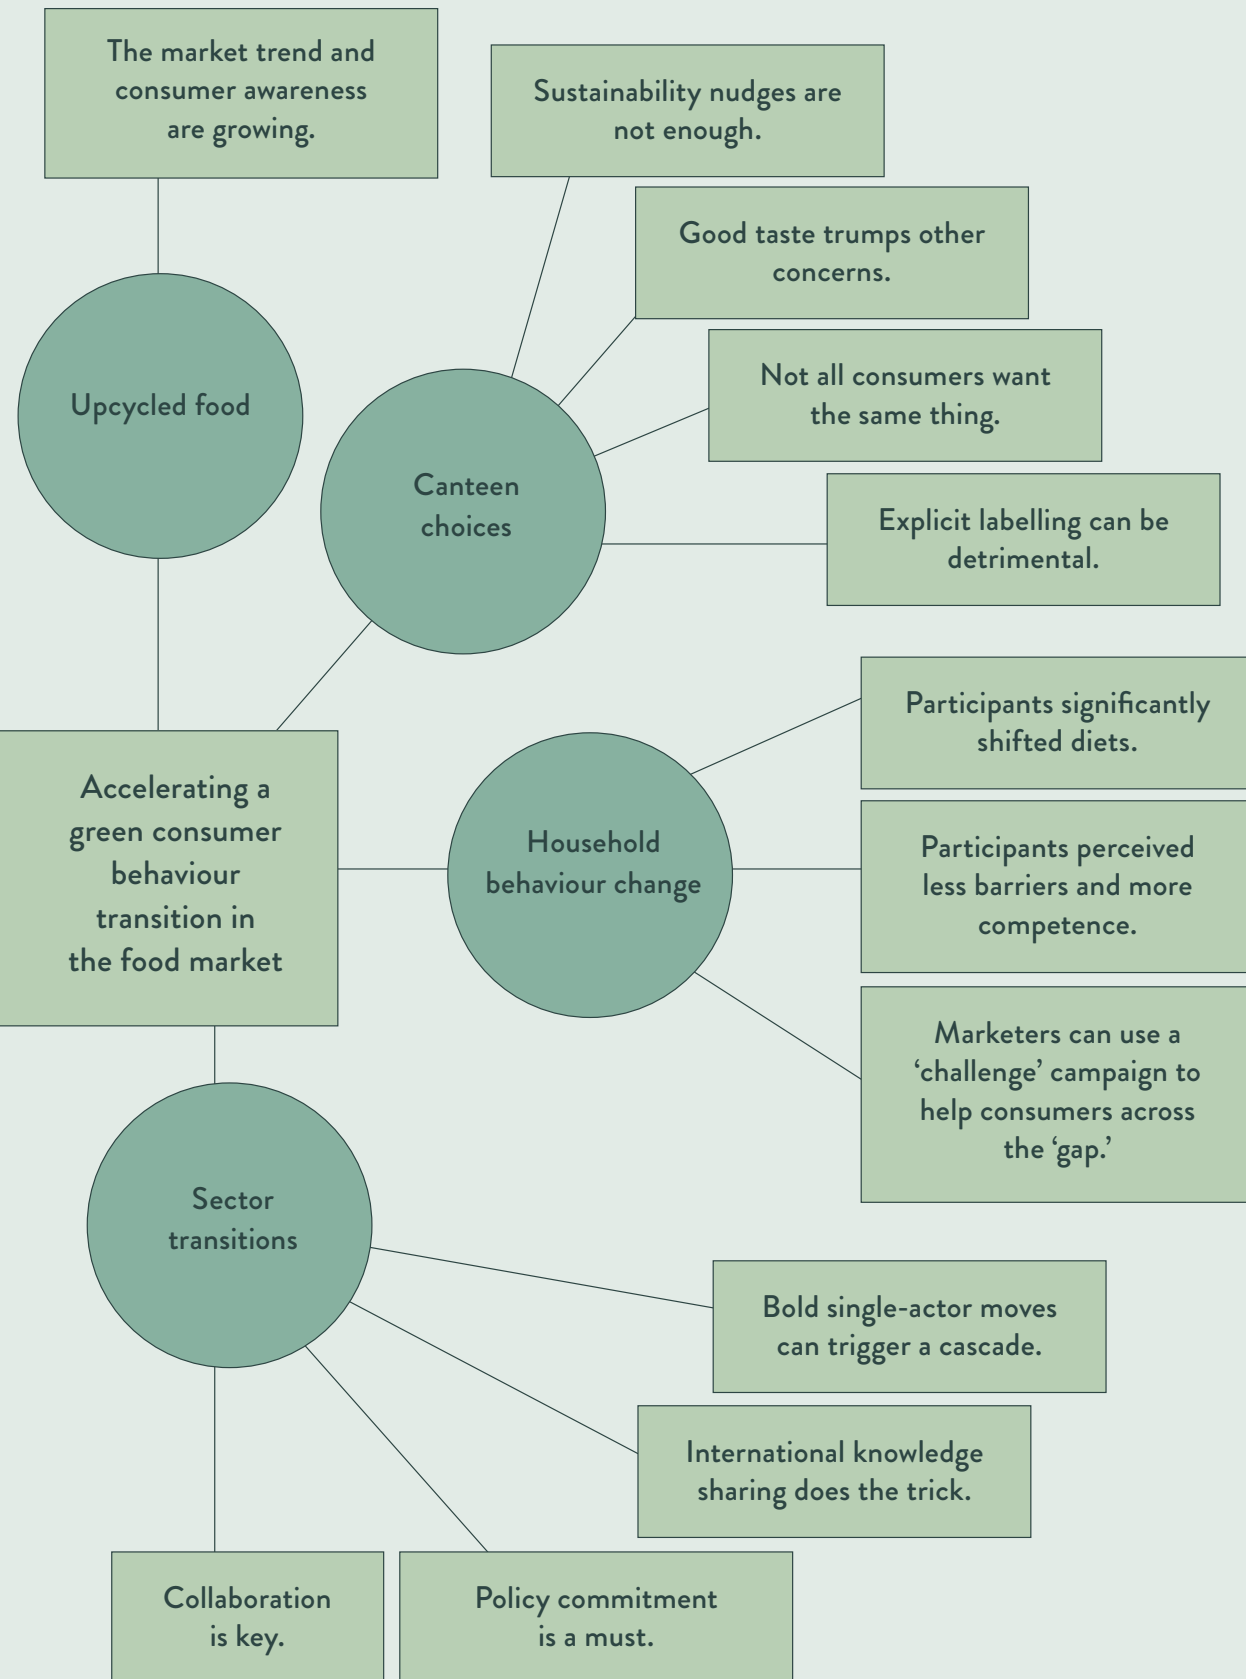 The market trend and
consumer awareness
are growing.
Sustainability nudges are
not enough.
Good taste trumps other
concerns.
Not all consumers want
the same thing.
Upcycled food
Canteen
choices
Explicit labelling can be
detrimental.
Participants significantly
shifted diets.
Accelerating a
green consumer
behaviour
transition in
the food market
Household
behaviour change
Participants perceived
less barriers and more
competence.
Marketers can use a
‘challenge’ campaign to
help consumers across
the ‘gap.’
Sector
transitions
Bold single-actor moves
can trigger a cascade.
International knowledge
sharing does the trick.
Collaboration
is key.
Policy commitment
is a must.